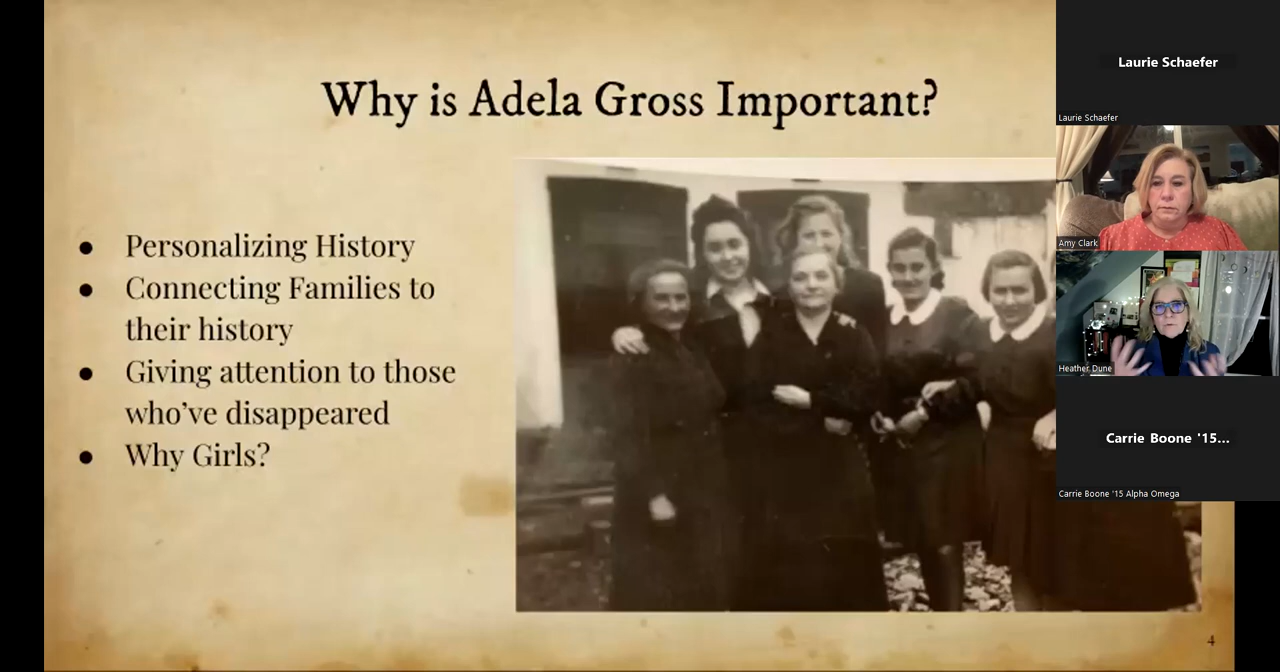 Why is Adela Gross Important?
● Personalizing History
● Connecting Families to
their history
● Giving attention to those
who’ve disappeared
● Why Girls?
4
Laurie Schaefer
Laurie Schaefer
Amy Clark
Heather Dune
Carrie Boone '15...
Carrie Boone '15 Alpha Omega